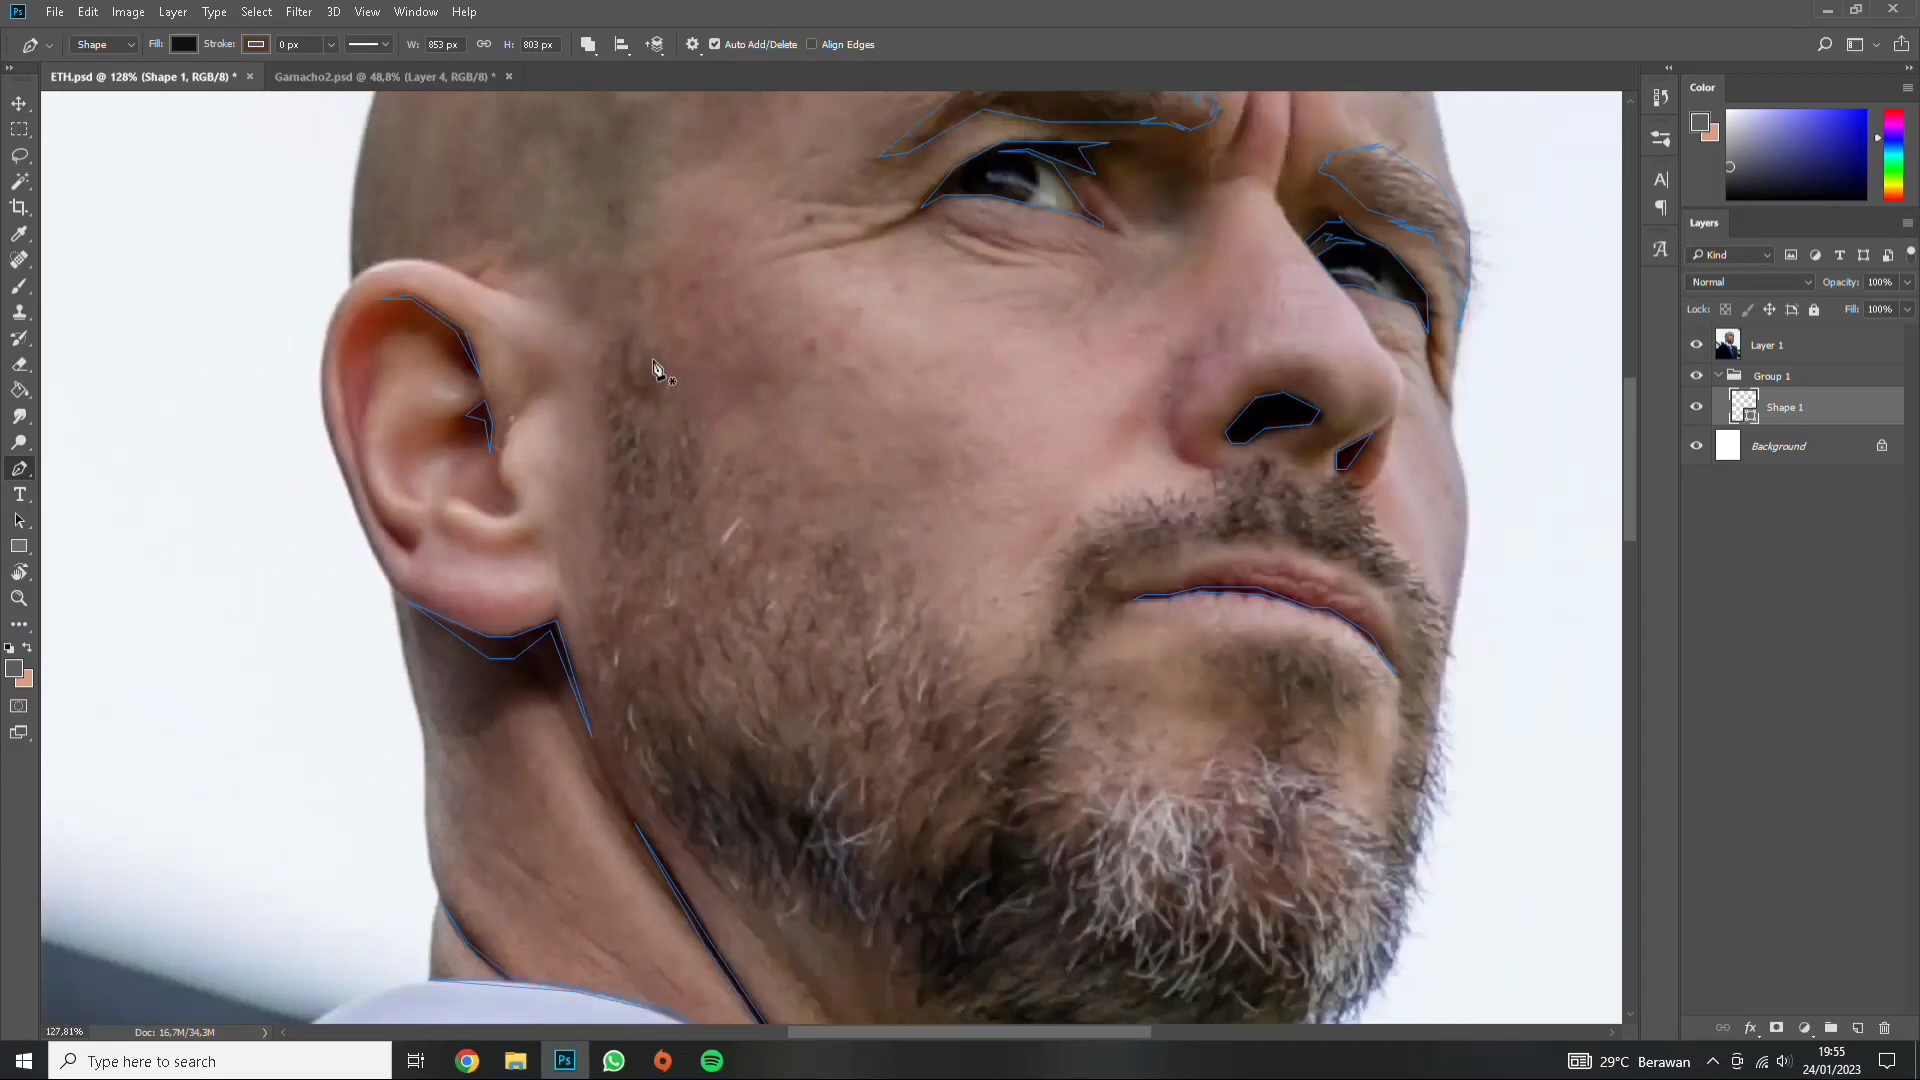 Ps File Edit Image Layer Type Select Filter 3D View Window Help
Shape Fill: Stroke: 0 px W: 853 px H: 803 px Auto Add/Delete Align Edges
ETH.psd @ 128% (Shape 1, RGB/8) * × Garnacho2.psd @ 48,8% (Layer 4, RGB/8) * ×
Color
Layers
Kind
Normal Opacity: 100%
Lock: Fill: 100%
Layer 1
Group 1
Shape 1
Background
127,81% Doc: 16,7M/34,3M
Type here to search
Ps
29°C Berawan
19:55
24/01/2023